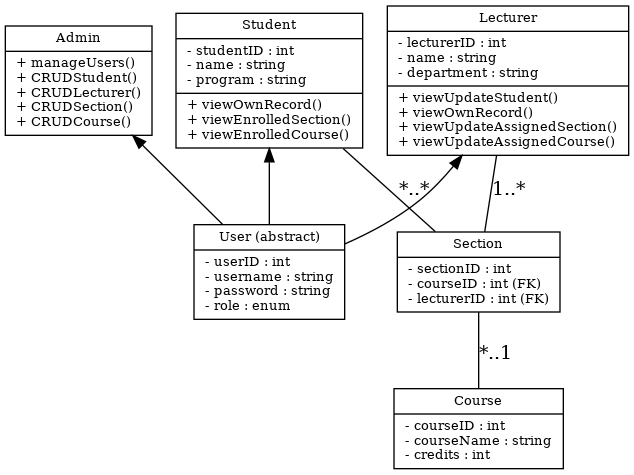 Admin
+ manageUsers()
+ CRUDStudent()
+ CRUDLecturer()
+ CRUDSection()
+ CRUDCourse()
Student
- studentID : int
- name : string
- program : string
+ viewOwnRecord()
+ viewEnrolledSection()
+ viewEnrolledCourse()
Lecturer
- lecturerID : int
- name : string
- department : string
+ viewUpdateStudent()
+ viewOwnRecord()
+ viewUpdateAssignedSection()
+ viewUpdateAssignedCourse()
*..*
1..*
User (abstract)
- userID : int
- username : string
- password : string
- role : enum
Section
- sectionID : int
- courseID : int (FK)
- lecturerID : int (FK)
*..1
Course
- courseID : int
- courseName : string
- credits : int